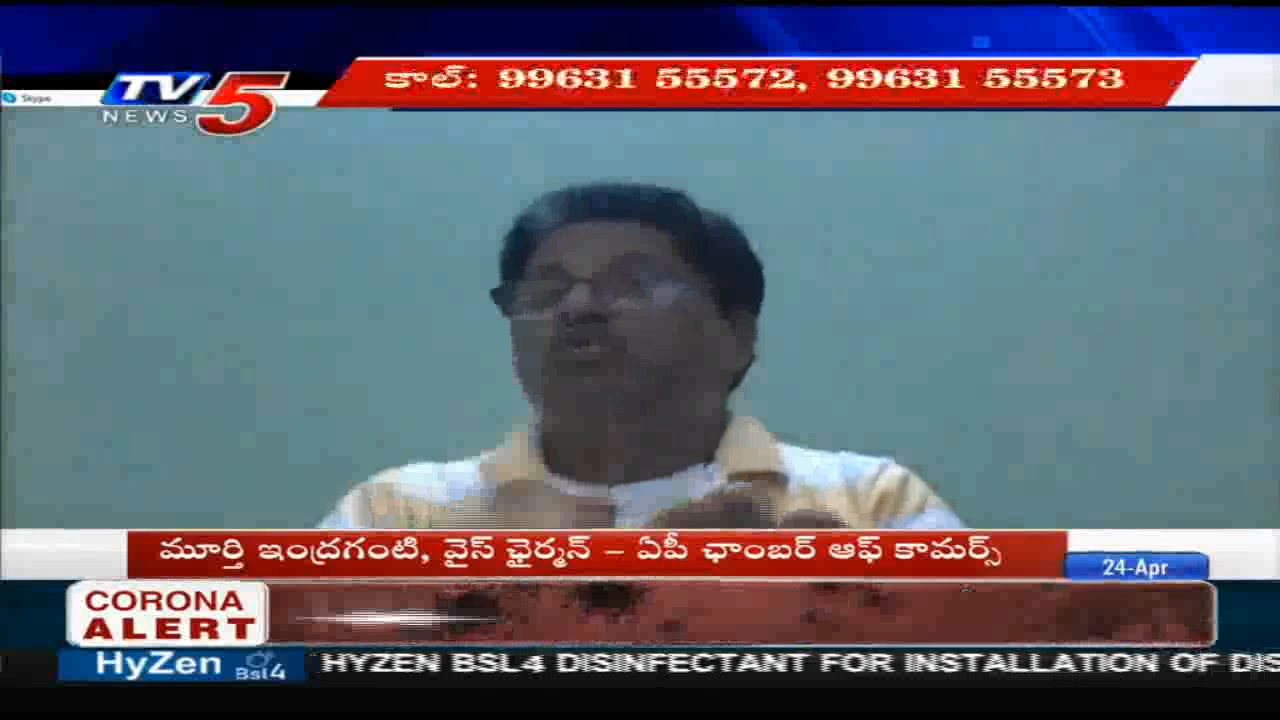 కాల్: 99631 55572, 99631 55573
TV5
NEWS
Skype
మూర్తి ఇంద్రగంటి, వైస్ ఛైర్మన్ – ఏపీ ఛాంబర్ ఆఫ్ కామర్స్
24-Apr
CORONA
ALERT
HyZen Bsl4
HYZEN BSL4 DISINFECTANT FOR INSTALLATION OF DIS